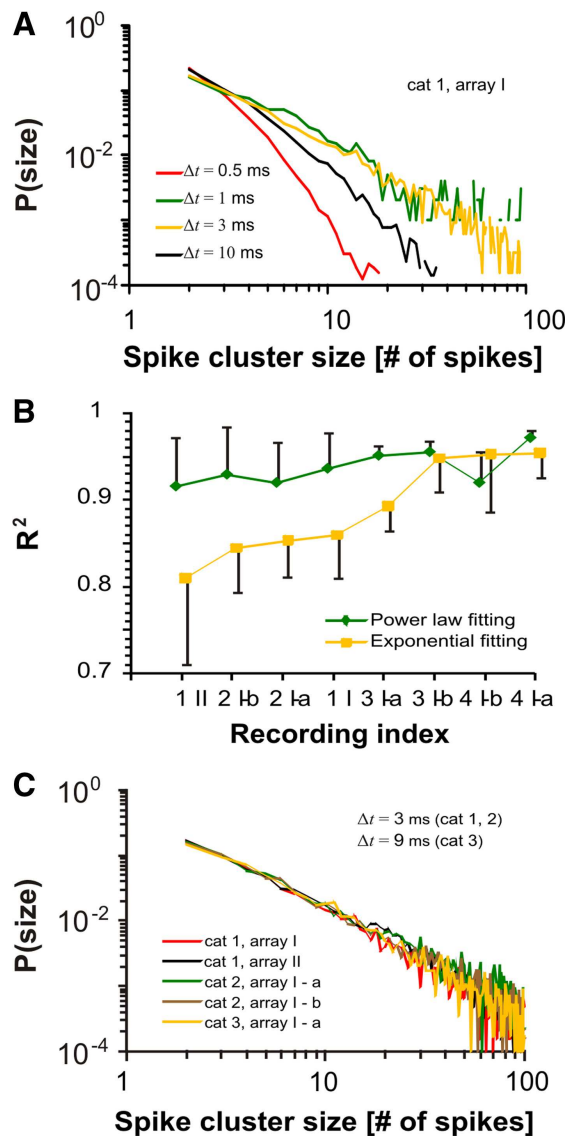 A
10^0
10^-2
10^-4
P(size)
cat 1, array I
Δt = 0.5 ms
Δt = 1 ms
Δt = 3 ms
Δt = 10 ms
1
10
100
Spike cluster size [# of spikes]
B
1
0.9
0.8
0.7
R^2
Power law fitting
Exponential fitting
1 II 2 I-b 2 I-a 1 I 3 I-a 3 I-b 4 I-b 4 I-a
Recording index
C
10^0
10^-2
10^-4
P(size)
Δt = 3 ms (cat 1, 2)
Δt = 9 ms (cat 3)
cat 1, array I
cat 1, array II
cat 2, array I - a
cat 2, array I - b
cat 3, array I - a
1
10
100
Spike cluster size [# of spikes]